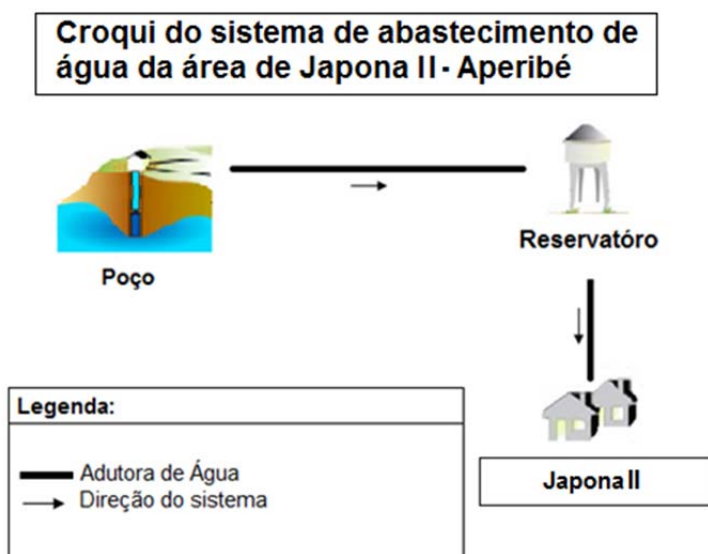 Croqui do sistema de abastecimento de
água da área de Japona II - Aperibé
Poço
Reservatóro
Legenda:
Adutora de Água
Direção do sistema
Japona II